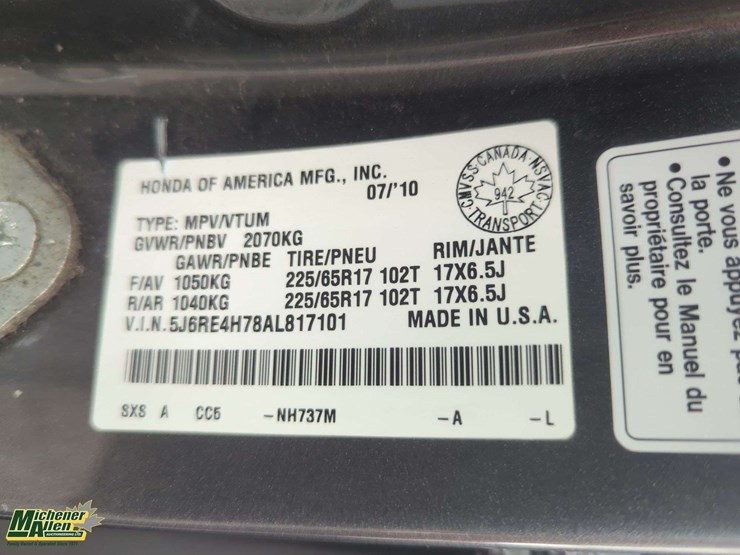 HONDA OF AMERICA MFG., INC.
07/'10
TYPE: MPV/VTUM
GVWR/PNBV 2070KG
GAWR/PNBE TIRE/PNEU RIM/JANTE
F/AV 1050KG 225/65R17 102T 17X6.5J
R/AR 1040KG 225/65R17 102T 17X6.5J
V.I.N. 5J6RE4H78AL817101 MADE IN U.S.A.
SXS A CC5 -NH737M -A -L
CANADA·NSVAC·TRANSPORT·CMVSS·
942
• Ne vous appuyez pas
la porte.
• Consultez le Manuel du
propriétaire pour en
savoir plus.
Michener
Allen
AUCTIONEERING LTD.